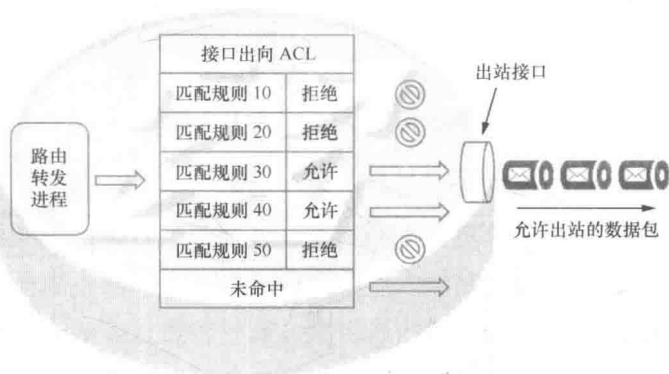 接口出向 ACL
匹配规则 10 拒绝
匹配规则 20 拒绝
匹配规则 30 允许
匹配规则 40 允许
匹配规则 50 拒绝
未命中
路由
转发
进程
出站接口
允许出站的数据包